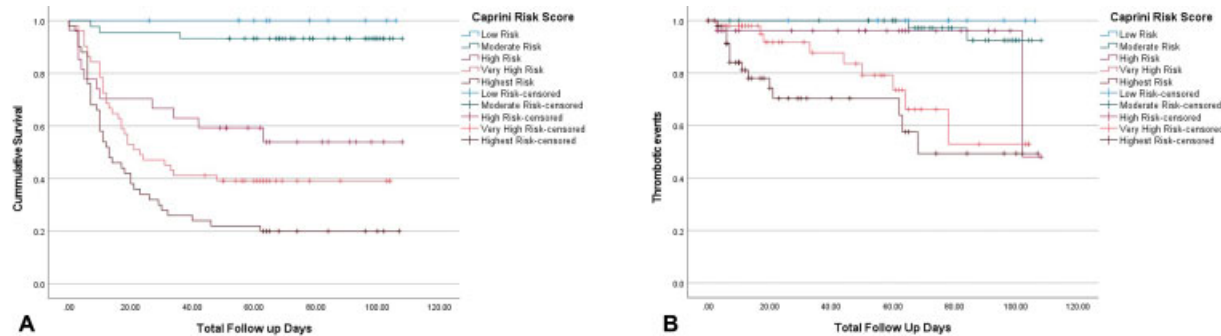 Caprini Risk Score
Low Risk
Moderate Risk
High Risk
Very High Risk
Highest Risk
Low Risk-censored
Moderate Risk-censored
High Risk-censored
Very High Risk-censored
Highest Risk-censored
Cummulative Survival
1.0
0.8
0.6
0.4
0.2
0.0
.00 20.00 40.00 60.00 80.00 100.00 120.00
Total Follow up Days
A
Caprini Risk Score
Low Risk
Moderate Risk
High Risk
Very High Risk
Highest Risk
Low Risk-censored
Moderate Risk-censored
High Risk-censored
Very High Risk-censored
Highest Risk-censored
Thrombotic events
1.0
0.8
0.6
0.4
0.2
0.0
.00 20.00 40.00 60.00 80.00 100.00 120.00
Total Follow Up Days
B